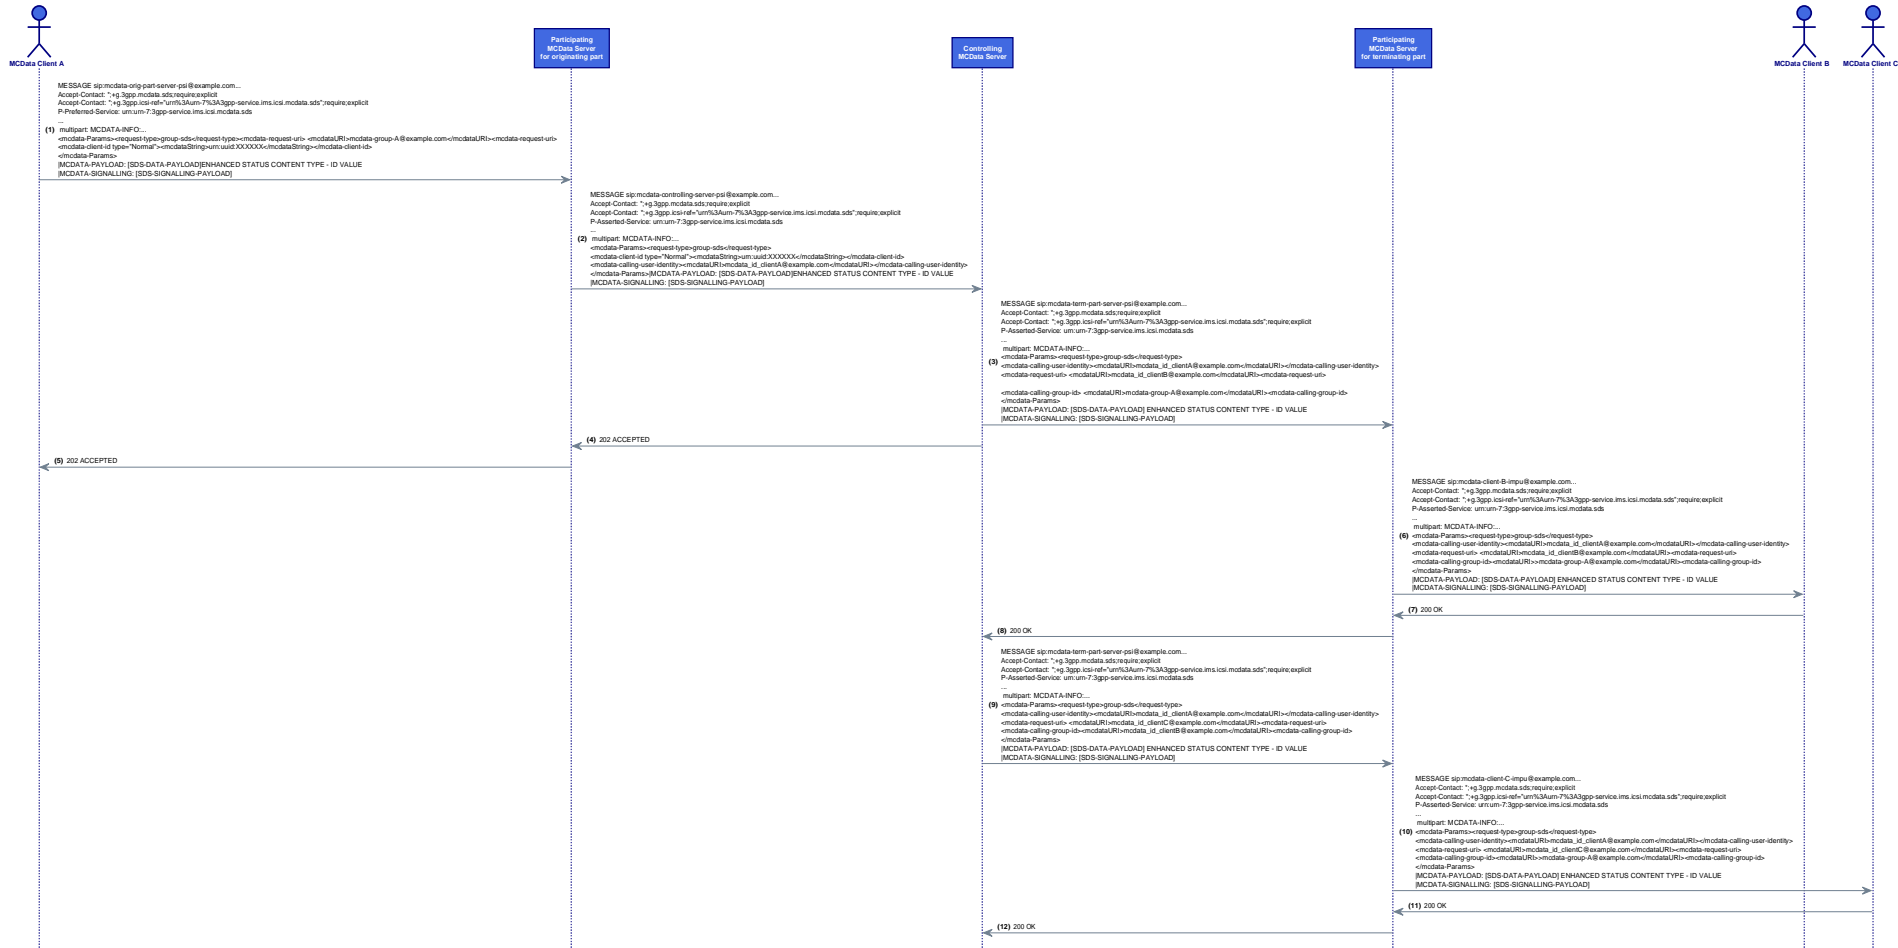 MCData Client A
Participating
MCData Server
for originating part
Controlling
MCData Server
Participating
MCData Server
for terminating part
MCData Client B
MCData Client C
MESSAGE sip:mcdata-orig-part-server-psi@example.com...
Accept-Contact: ";+g.3gpp.mcdata.sds;require;explicit
Accept-Contact: ";+g.3gpp.icsi-ref="urn%3Aurn-7%3A3gpp-service.ims.icsi.mcdata.sds";require;explicit
P-Preferred-Service: urn:urn-7:3gpp-service.ims.icsi.mcdata.sds
...
(1) multipart: MCDATA-INFO:...
<mcdata-Params><request-type>group-sds</request-type><mcdata-request-uri> <mcdataURI>mcdata-group-A@example.com</mcdataURI><mcdata-request-uri>
<mcdata-client-id type="Normal"><mcdataString>urn:uuid:XXXXXX</mcdataString></mcdata-client-id>
</mcdata-Params>
|MCDATA-PAYLOAD: [SDS-DATA-PAYLOAD]ENHANCED STATUS CONTENT TYPE - ID VALUE
|MCDATA-SIGNALLING: [SDS-SIGNALLING-PAYLOAD]
MESSAGE sip:mcdata-controlling-server-psi@example.com...
Accept-Contact: ";+g.3gpp.mcdata.sds;require;explicit
Accept-Contact: ";+g.3gpp.icsi-ref="urn%3Aurn-7%3A3gpp-service.ims.icsi.mcdata.sds";require;explicit
P-Asserted-Service: urn:urn-7:3gpp-service.ims.icsi.mcdata.sds
...
(2) multipart: MCDATA-INFO:...
<mcdata-Params><request-type>group-sds</request-type>
<mcdata-client-id type="Normal"><mcdataString>urn:uuid:XXXXXX</mcdataString></mcdata-client-id>
<mcdata-calling-user-identity><mcdataURI>mcdata_id_clientA@example.com</mcdataURI></mcdata-calling-user-identity>
</mcdata-Params>|MCDATA-PAYLOAD: [SDS-DATA-PAYLOAD]ENHANCED STATUS CONTENT TYPE - ID VALUE
|MCDATA-SIGNALLING: [SDS-SIGNALLING-PAYLOAD]
MESSAGE sip:mcdata-term-part-server-psi@example.com...
Accept-Contact: ";+g.3gpp.mcdata.sds;require;explicit
Accept-Contact: ";+g.3gpp.icsi-ref="urn%3Aurn-7%3A3gpp-service.ims.icsi.mcdata.sds";require;explicit
P-Asserted-Service: urn:urn-7:3gpp-service.ims.icsi.mcdata.sds
...
multipart: MCDATA-INFO:...
(3) <mcdata-Params><request-type>group-sds</request-type>
<mcdata-calling-user-identity><mcdataURI>mcdata_id_clientA@example.com</mcdataURI></mcdata-calling-user-identity>
<mcdata-request-uri> <mcdataURI>mcdata_id_clientB@example.com</mcdataURI><mcdata-request-uri>
<mcdata-calling-group-id> <mcdataURI>mcdata-group-A@example.com</mcdataURI><mcdata-calling-group-id>
</mcdata-Params>
|MCDATA-PAYLOAD: [SDS-DATA-PAYLOAD] ENHANCED STATUS CONTENT TYPE - ID VALUE
|MCDATA-SIGNALLING: [SDS-SIGNALLING-PAYLOAD]
(4) 202 ACCEPTED
(5) 202 ACCEPTED
MESSAGE sip:mcdata-client-B-impu@example.com...
Accept-Contact: ";+g.3gpp.mcdata.sds;require;explicit
Accept-Contact: ";+g.3gpp.icsi-ref="urn%3Aurn-7%3A3gpp-service.ims.icsi.mcdata.sds";require;explicit
P-Asserted-Service: urn:urn-7:3gpp-service.ims.icsi.mcdata.sds
...
multipart: MCDATA-INFO:...
(6) <mcdata-Params><request-type>group-sds</request-type>
<mcdata-calling-user-identity><mcdataURI>mcdata_id_clientA@example.com</mcdataURI></mcdata-calling-user-identity>
<mcdata-request-uri> <mcdataURI>mcdata_id_clientB@example.com</mcdataURI><mcdata-request-uri>
<mcdata-calling-group-id><mcdataURI>>mcdata-group-A@example.com</mcdataURI><mcdata-calling-group-id>
</mcdata-Params>
|MCDATA-PAYLOAD: [SDS-DATA-PAYLOAD] ENHANCED STATUS CONTENT TYPE - ID VALUE
|MCDATA-SIGNALLING: [SDS-SIGNALLING-PAYLOAD]
(7) 200 OK
(8) 200 OK
MESSAGE sip:mcdata-term-part-server-psi@example.com...
Accept-Contact: ";+g.3gpp.mcdata.sds;require;explicit
Accept-Contact: ";+g.3gpp.icsi-ref="urn%3Aurn-7%3A3gpp-service.ims.icsi.mcdata.sds";require;explicit
P-Asserted-Service: urn:urn-7:3gpp-service.ims.icsi.mcdata.sds
...
multipart: MCDATA-INFO:...
(9) <mcdata-Params><request-type>group-sds</request-type>
<mcdata-calling-user-identity><mcdataURI>mcdata_id_clientA@example.com</mcdataURI></mcdata-calling-user-identity>
<mcdata-request-uri> <mcdataURI>mcdata_id_clientC@example.com</mcdataURI><mcdata-request-uri>
<mcdata-calling-group-id><mcdataURI>mcdata_id_clientB@example.com</mcdataURI><mcdata-calling-group-id>
</mcdata-Params>
|MCDATA-PAYLOAD: [SDS-DATA-PAYLOAD] ENHANCED STATUS CONTENT TYPE - ID VALUE
|MCDATA-SIGNALLING: [SDS-SIGNALLING-PAYLOAD]
MESSAGE sip:mcdata-client-C-impu@example.com...
Accept-Contact: ";+g.3gpp.mcdata.sds;require;explicit
Accept-Contact: ";+g.3gpp.icsi-ref="urn%3Aurn-7%3A3gpp-service.ims.icsi.mcdata.sds";require;explicit
P-Asserted-Service: urn:urn-7:3gpp-service.ims.icsi.mcdata.sds
...
multipart: MCDATA-INFO:...
(10) <mcdata-Params><request-type>group-sds</request-type>
<mcdata-calling-user-identity><mcdataURI>mcdata_id_clientA@example.com</mcdataURI></mcdata-calling-user-identity>
<mcdata-request-uri> <mcdataURI>mcdata_id_clientC@example.com</mcdataURI><mcdata-request-uri>
<mcdata-calling-group-id><mcdataURI>>mcdata-group-A@example.com</mcdataURI><mcdata-calling-group-id>
</mcdata-Params>
|MCDATA-PAYLOAD: [SDS-DATA-PAYLOAD] ENHANCED STATUS CONTENT TYPE - ID VALUE
|MCDATA-SIGNALLING: [SDS-SIGNALLING-PAYLOAD]
(11) 200 OK
(12) 200 OK